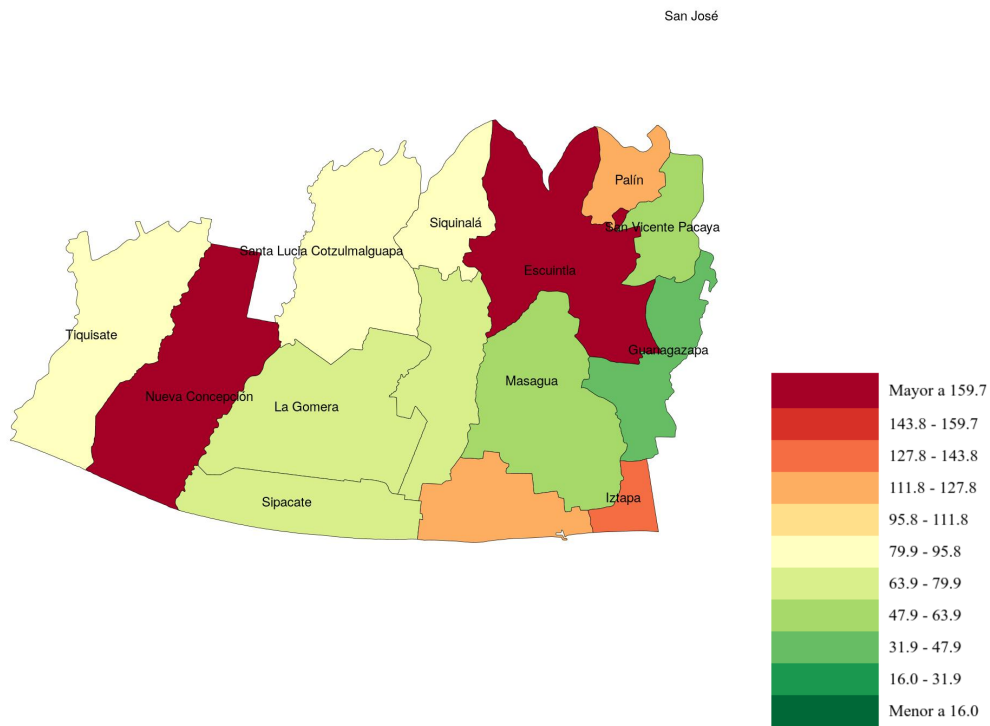 San José
Palín
Siquinalá
San Vicente Pacaya
Santa Lucía Cotzulmalguapa
Escuintla
Tiquisate
Guanagazapa
Masagua
Nueva Concepción
La Gomera
Iztapa
Sipacate
Mayor a 159.7
143.8 - 159.7
127.8 - 143.8
111.8 - 127.8
95.8 - 111.8
79.9 - 95.8
63.9 - 79.9
47.9 - 63.9
31.9 - 47.9
16.0 - 31.9
Menor a 16.0